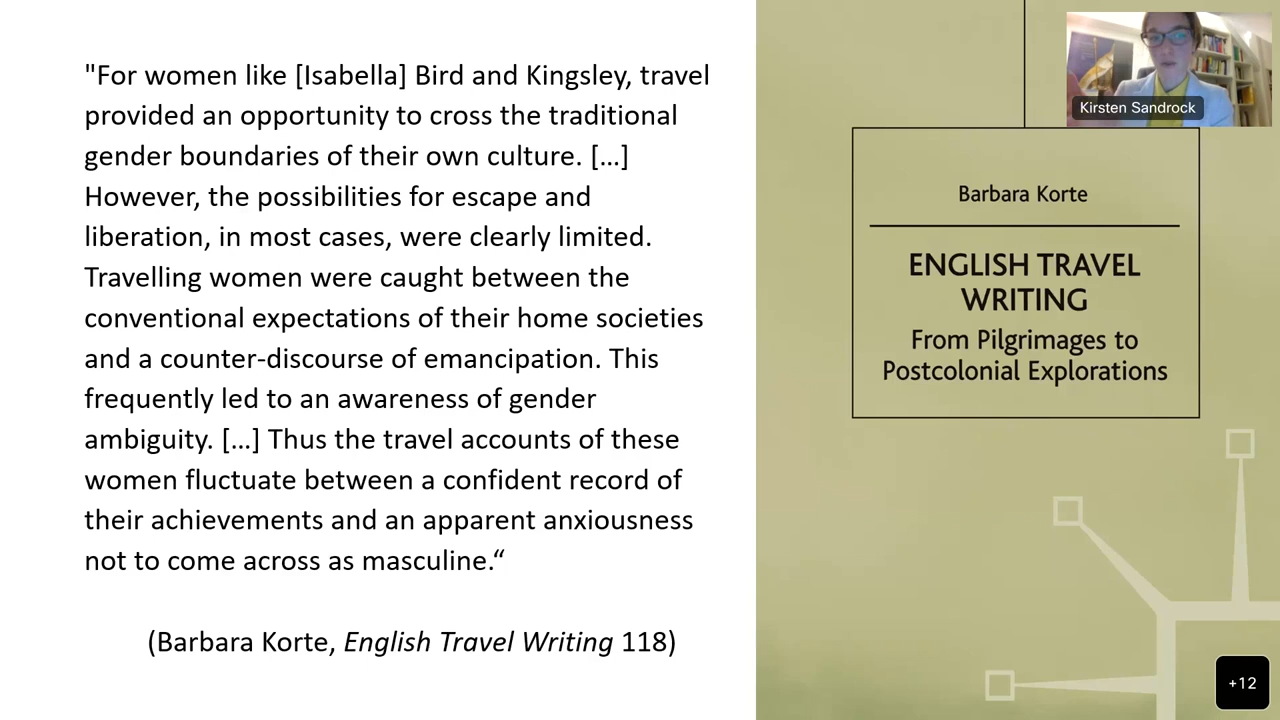 "For women like [Isabella] Bird and Kingsley, travel
provided an opportunity to cross the traditional
gender boundaries of their own culture. […]
However, the possibilities for escape and
liberation, in most cases, were clearly limited.
Travelling women were caught between the
conventional expectations of their home societies
and a counter-discourse of emancipation. This
frequently led to an awareness of gender
ambiguity. […] Thus the travel accounts of these
women fluctuate between a confident record of
their achievements and an apparent anxiousness
not to come across as masculine.“
(Barbara Korte, English Travel Writing 118)
Kirsten Sandrock
Barbara Korte
ENGLISH TRAVEL
WRITING
From Pilgrimages to
Postcolonial Explorations
+12